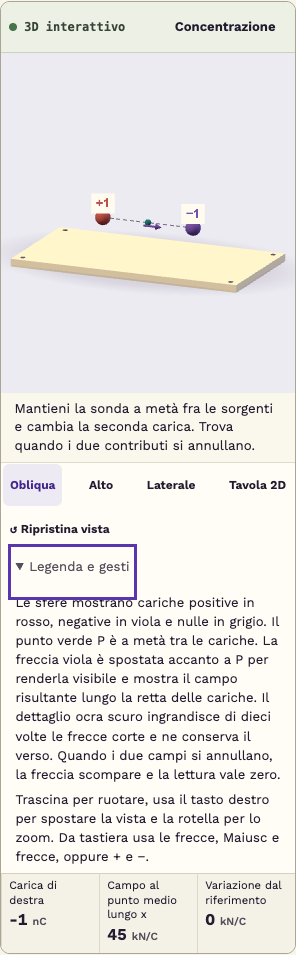 3D interattivo
Concentrazione
+1
−1
Mantieni la sonda a metà fra le sorgenti
e cambia la seconda carica. Trova
quando i due contributi si annullano.
Obliqua
Alto
Laterale
Tavola 2D
↺ Ripristina vista
▼ Legenda e gesti
Le sfere mostrano cariche positive in
rosso, negative in viola e nulle in grigio. Il
punto verde P è a metà tra le cariche. La
freccia viola è spostata accanto a P per
renderla visibile e mostra il campo
risultante lungo la retta delle cariche. Il
dettaglio ocra scuro ingrandisce di dieci
volte le frecce corte e ne conserva il
verso. Quando i due campi si annullano,
la freccia scompare e la lettura vale zero.
Trascina per ruotare, usa il tasto destro
per spostare la vista e la rotella per lo
zoom. Da tastiera usa le frecce, Maiusc e
frecce, oppure + e −.
Carica di
destra
-1 nC
Campo al
punto medio
lungo x
45 kN/C
Variazione dal
riferimento
0 kN/C